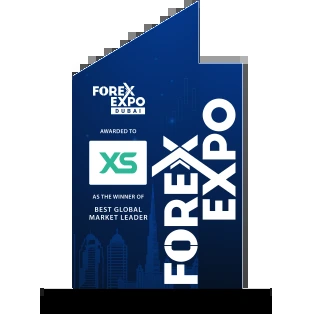 FOREX
EXPO
DUBAI
AWARDED TO
XS
AS THE WINNER OF
BEST GLOBAL
MARKET LEADER
FOREX
EXPO